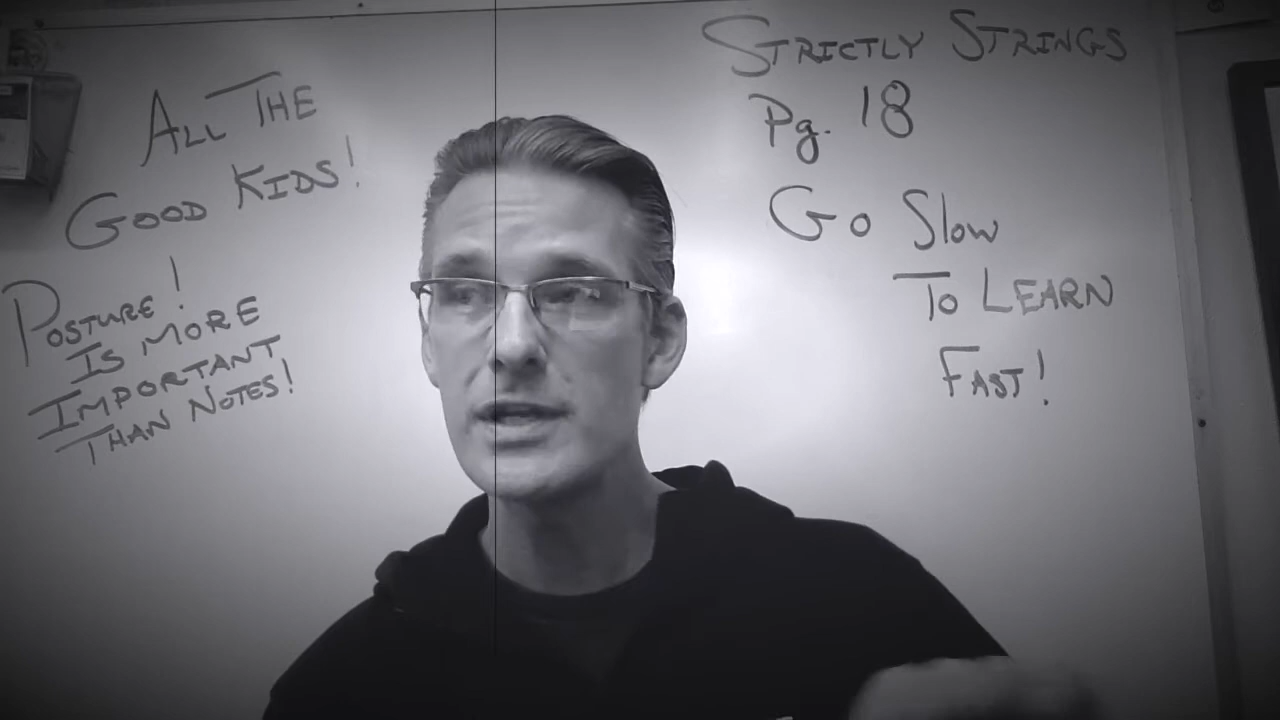 ALL THE
GOOD KIDS!
POSTURE!
IS MORE
IMPORTANT
THAN NOTES!
STRICTLY STRINGS
Pg. 18
GO Slow
TO LEARN
FAST!